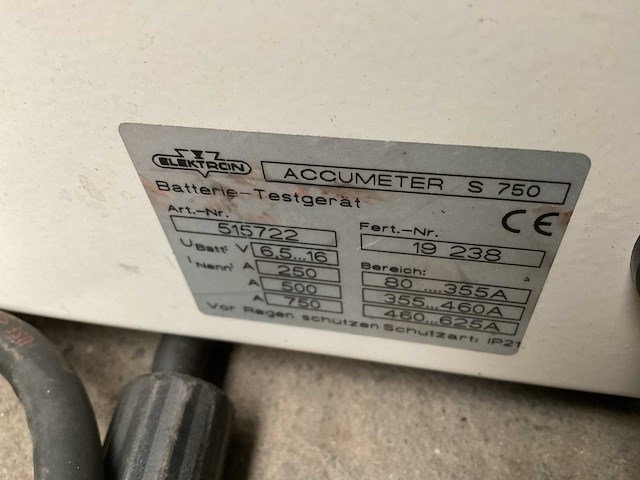 ELEKTRON
ACCUMETER S 750
Batterie-Testgerät
CE
Art.-Nr. Fert.-Nr.
515722 19 238
U Batt: V 6,5...16 Bereich:
I Nenn: A 250 80 ....355A
A 500 355...460A
A 750 460...625A
Vor Regen schützen Schutzart: IP21